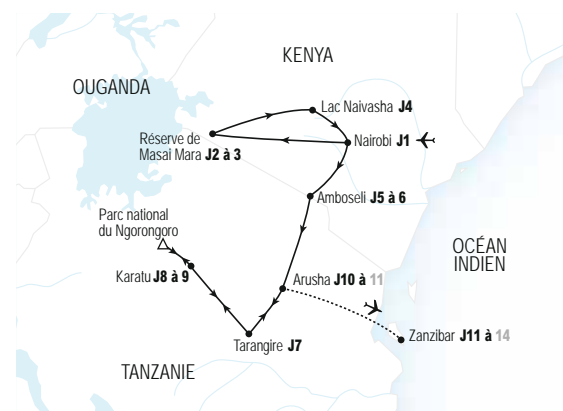 KENYA
OUGANDA
Lac Naivasha J4
Réserve de
Masai Mara J2 à 3
Nairobi J1
Amboseli J5 à 6
Parc national
du Ngorongoro
OCÉAN
INDIEN
Karatu J8 à 9
Arusha J10 à 11
Zanzibar J11 à 14
Tarangire J7
TANZANIE